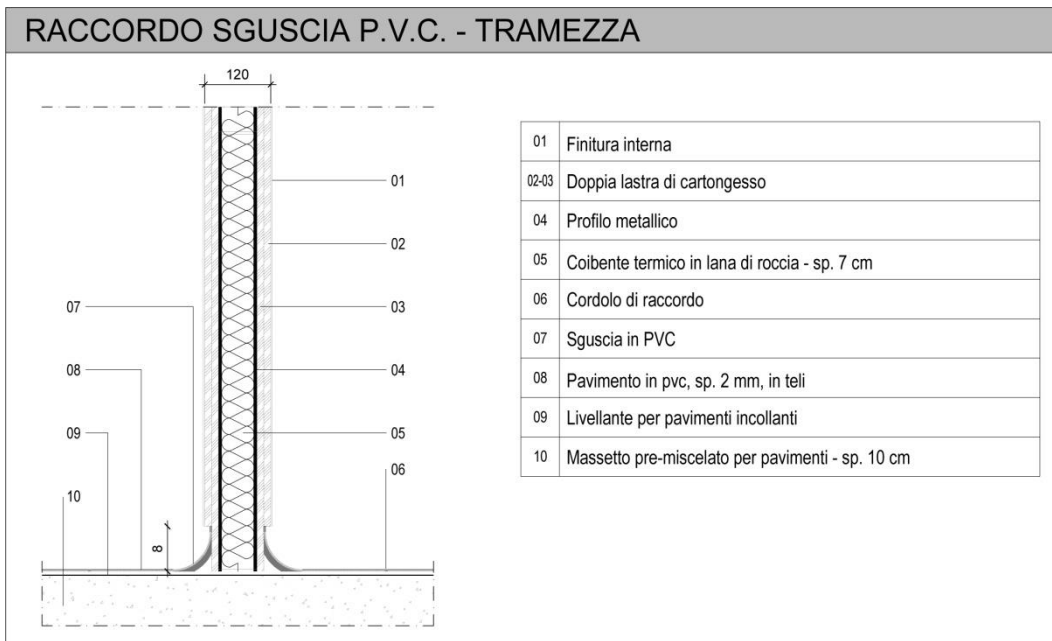 RACCORDO SGUSCIA P.V.C. - TRAMEZZA
120
01
02
03
04
05
06
07
08
09
10
8
01 Finitura interna
02-03 Doppia lastra di cartongesso
04 Profilo metallico
05 Coibente termico in lana di roccia - sp. 7 cm
06 Cordolo di raccordo
07 Sguscia in PVC
08 Pavimento in pvc, sp. 2 mm, in teli
09 Livellante per pavimenti incollanti
10 Massetto pre-miscelato per pavimenti - sp. 10 cm